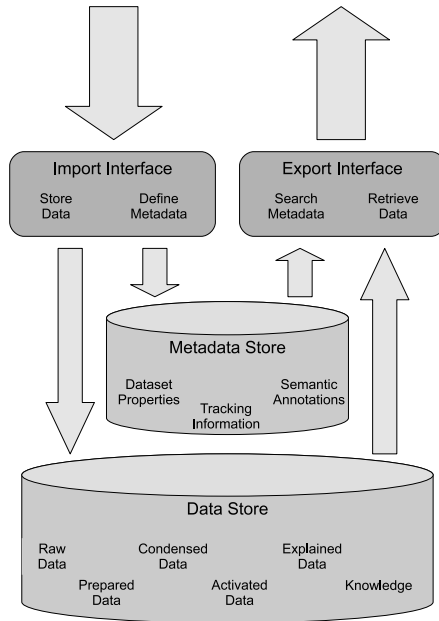 Import Interface
Store
Data
Define
Metadata
Export Interface
Search
Metadata
Retrieve
Data
Metadata Store
Dataset
Properties
Tracking
Information
Semantic
Annotations
Data Store
Raw
Data
Prepared
Data
Condensed
Data
Activated
Data
Explained
Data
Knowledge